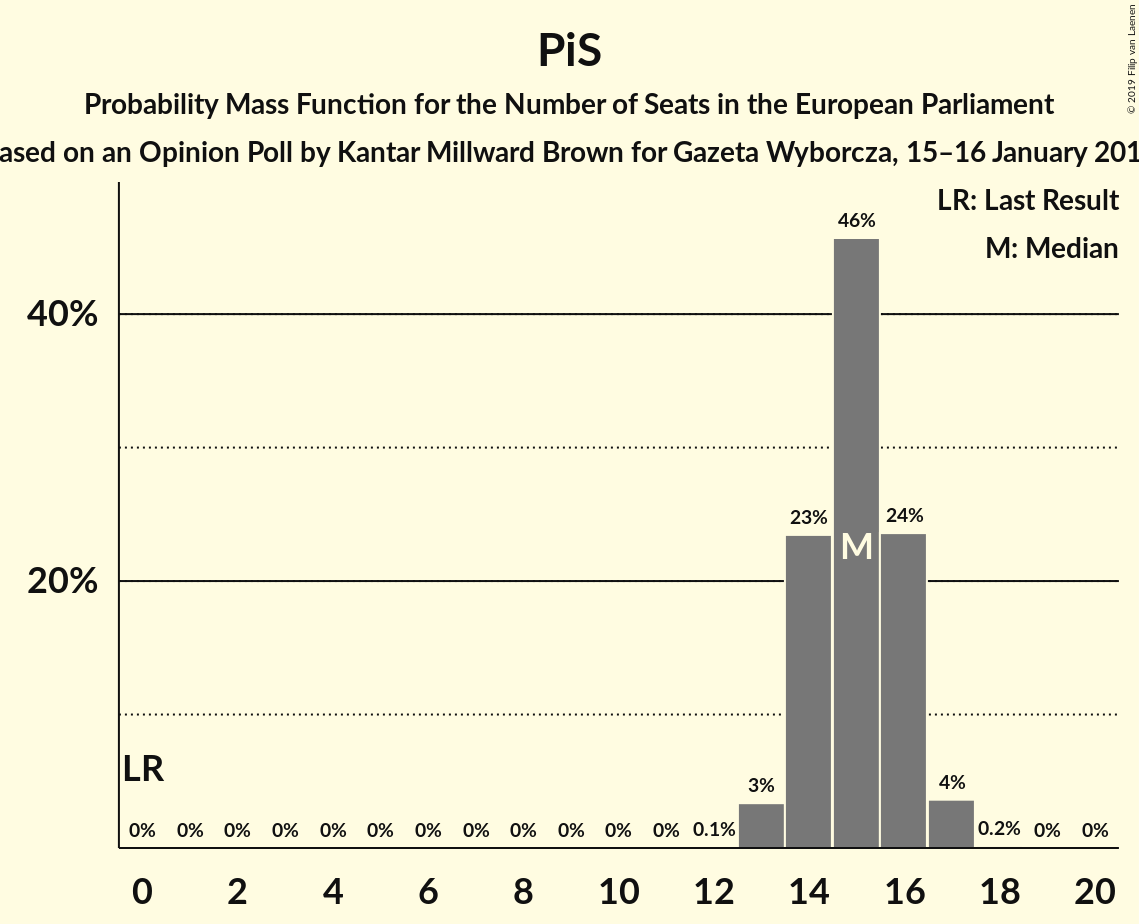 PiS
Probability Mass Function for the Number of Seats in the European Parliament
ased on an Opinion Poll by Kantar Millward Brown for Gazeta Wyborcza, 15–16 January 201
© 2019 Filip van Laenen
LR: Last Result
M: Median
46%
40%
23%
24%
M
20%
LR
0% 0% 0% 0% 0% 0% 0% 0% 0% 0% 0% 0% 0.1% 3% 4% 0.2% 0% 0%
0 2 4 6 8 10 12 14 16 18 20